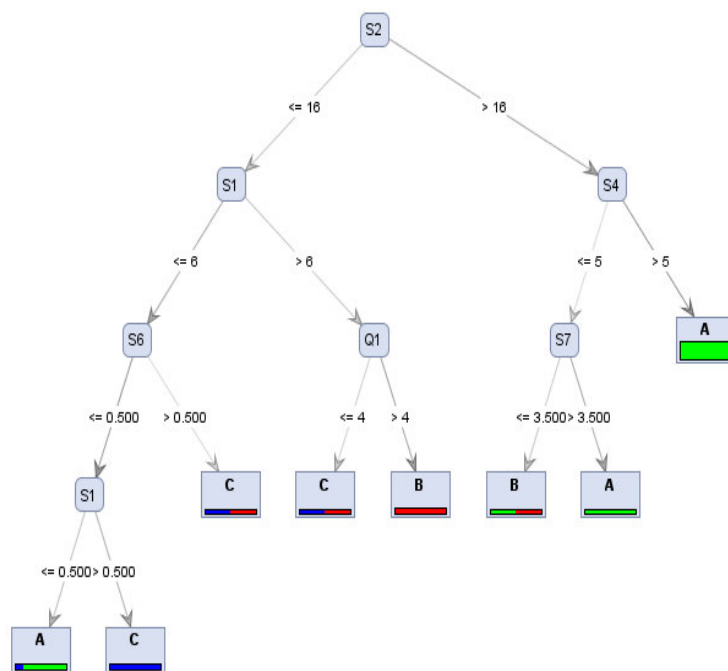 S2
<= 16
> 16
S1
S4
<= 6
> 6
<= 5
> 5
S6
Q1
S7
A
<= 0.500
> 0.500
<= 4
> 4
<= 3.500
> 3.500
S1
C
C
B
B
A
<= 0.500
> 0.500
A
C